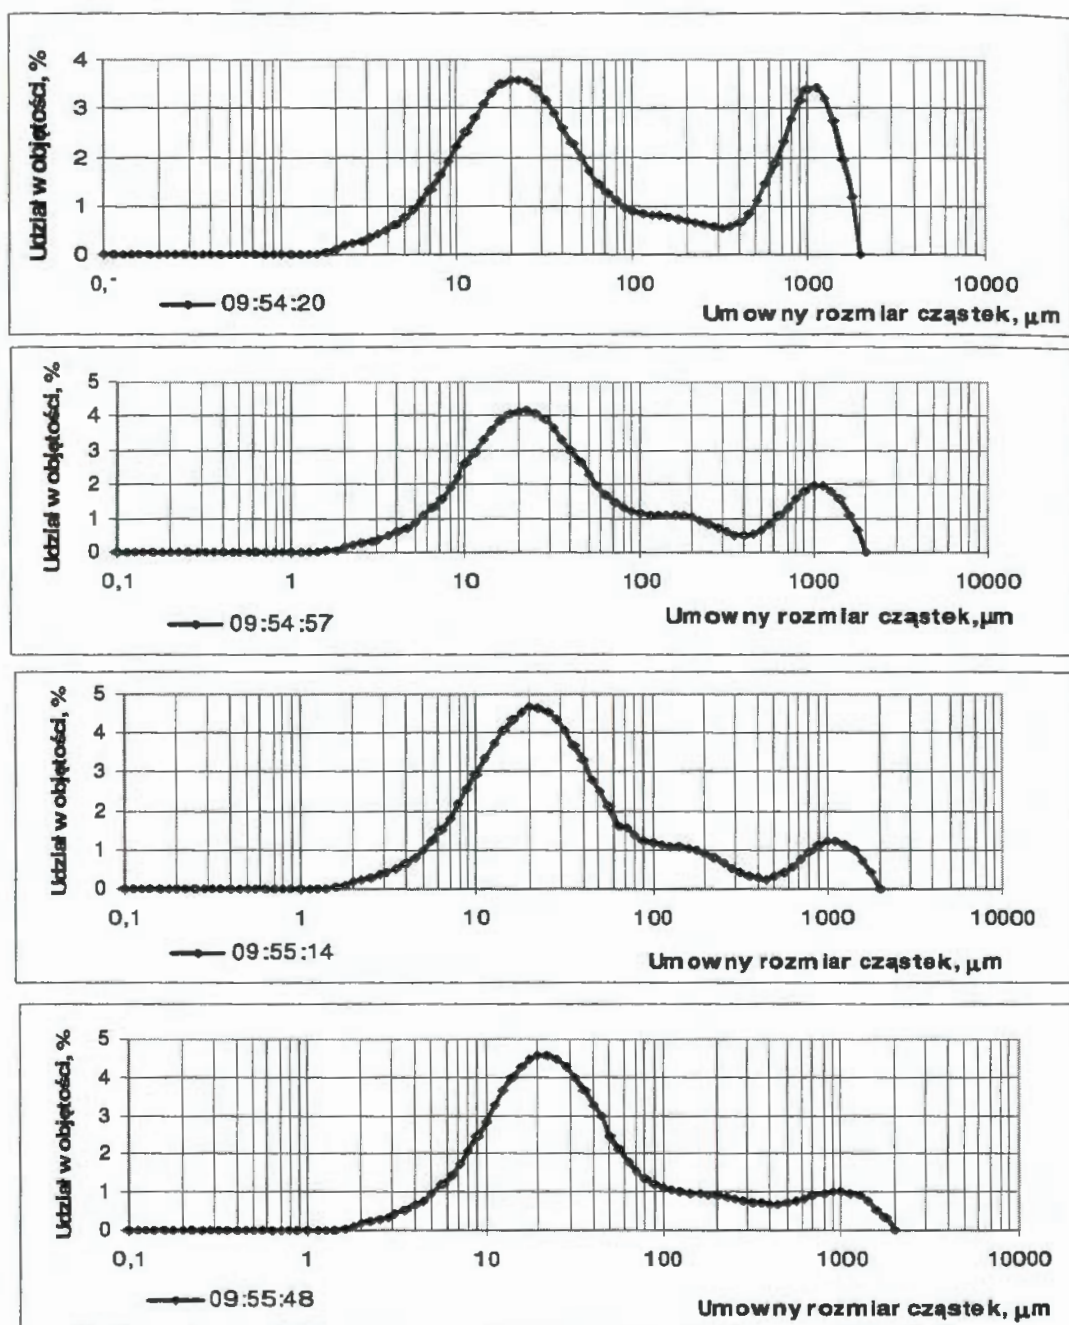 Udział w objętości, %
4
3
2
1
0
0, 10 100 1000 10000
09:54:20
Umowny rozmiar cząstek, µm
Udział w objętości, %
5
4
3
2
1
0
0,1 1 10 100 1000 10000
09:54:57
Umowny rozmiar cząstek,µm
Udział w objętości, %
5
4
3
2
1
0
0,1 1 10 100 1000 10000
09:55:14
Umowny rozmiar cząstek, µm
Udział w objętości, %
5
4
3
2
1
0
0,1 1 10 100 1000 10000
09:55:48
Umowny rozmiar cząstek, µm